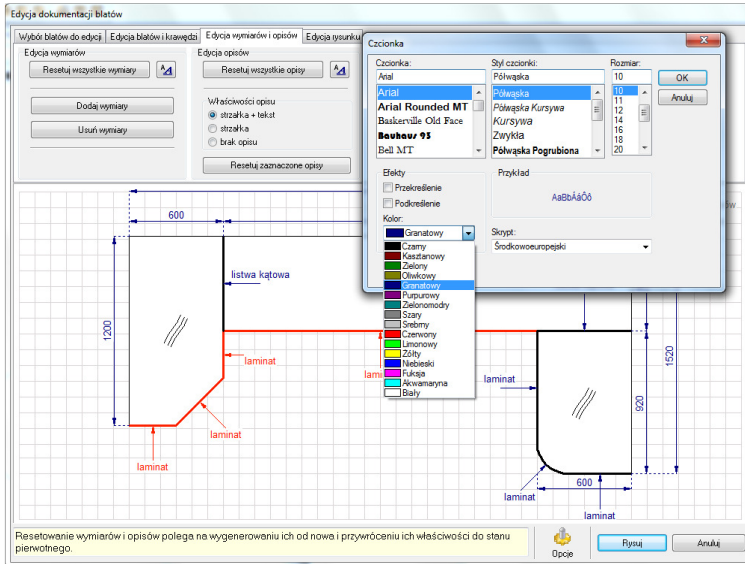 Edycja dokumentacji blatów
Wybór blatów do edycji
Edycja blatów i krawędzi
Edycja wymiarów i opisów
Edycja rysunku
Edycja wymiarów
Resetuj wszystkie wymiary
A
Dodaj wymiary
Usuń wymiary
Edycja opisów
Resetuj wszystkie opisy
A
Właściwości opisu
strzałka + tekst
strzałka
brak opisu
Resetuj zaznaczone opisy
Czcionka
Czcionka:
Arial
Arial
Arial Rounded MT
Baskerville Old Face
Bauhaus 93
Bell MT
Styl czcionki:
Półwąska
Półwąska
Półwąska Kursywa
Kursywa
Zwykła
Półwąska Pogrubiona
Rozmiar:
10
10
11
12
14
16
18
20
OK
Anuluj
Efekty
Przekreślenie
Podkreślenie
Kolor:
Granatowy
Czarny
Kasztanowy
Zielony
Oliwkowy
Granatowy
Purpurowy
Zielonomodry
Szary
Srebrny
Czerwony
Limonowy
Żółty
Niebieski
Fuksja
Akwamaryna
Biały
Przykład
AaBbÁáÔô
Skrypt:
Środkowoeuropejski
600
1200
listwa kątowa
laminat
laminat
laminat
laminat
laminat
laminat
600
920
1520
Resetowanie wymiarów i opisów polega na wygenerowaniu ich od nowa i przywróceniu ich właściwości do stanu
pierwotnego.
Opcje
Rysuj
Anuluj